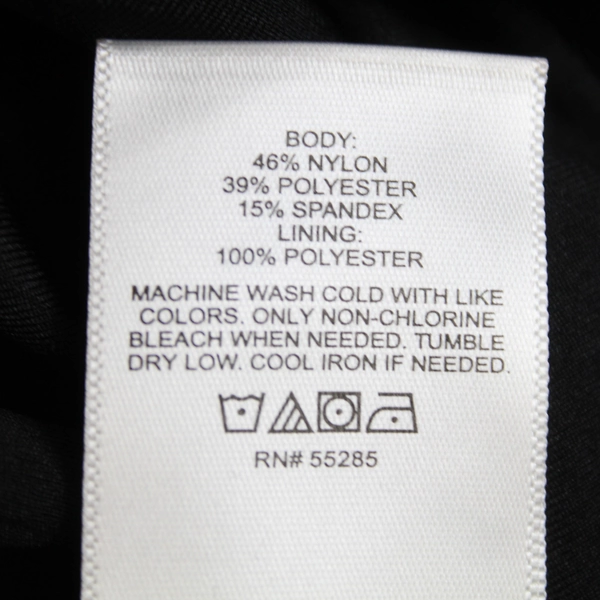 BODY:
46% NYLON
39% POLYESTER
15% SPANDEX
LINING:
100% POLYESTER
MACHINE WASH COLD WITH LIKE
COLORS. ONLY NON-CHLORINE
BLEACH WHEN NEEDED. TUMBLE
DRY LOW. COOL IRON IF NEEDED.
RN# 55285